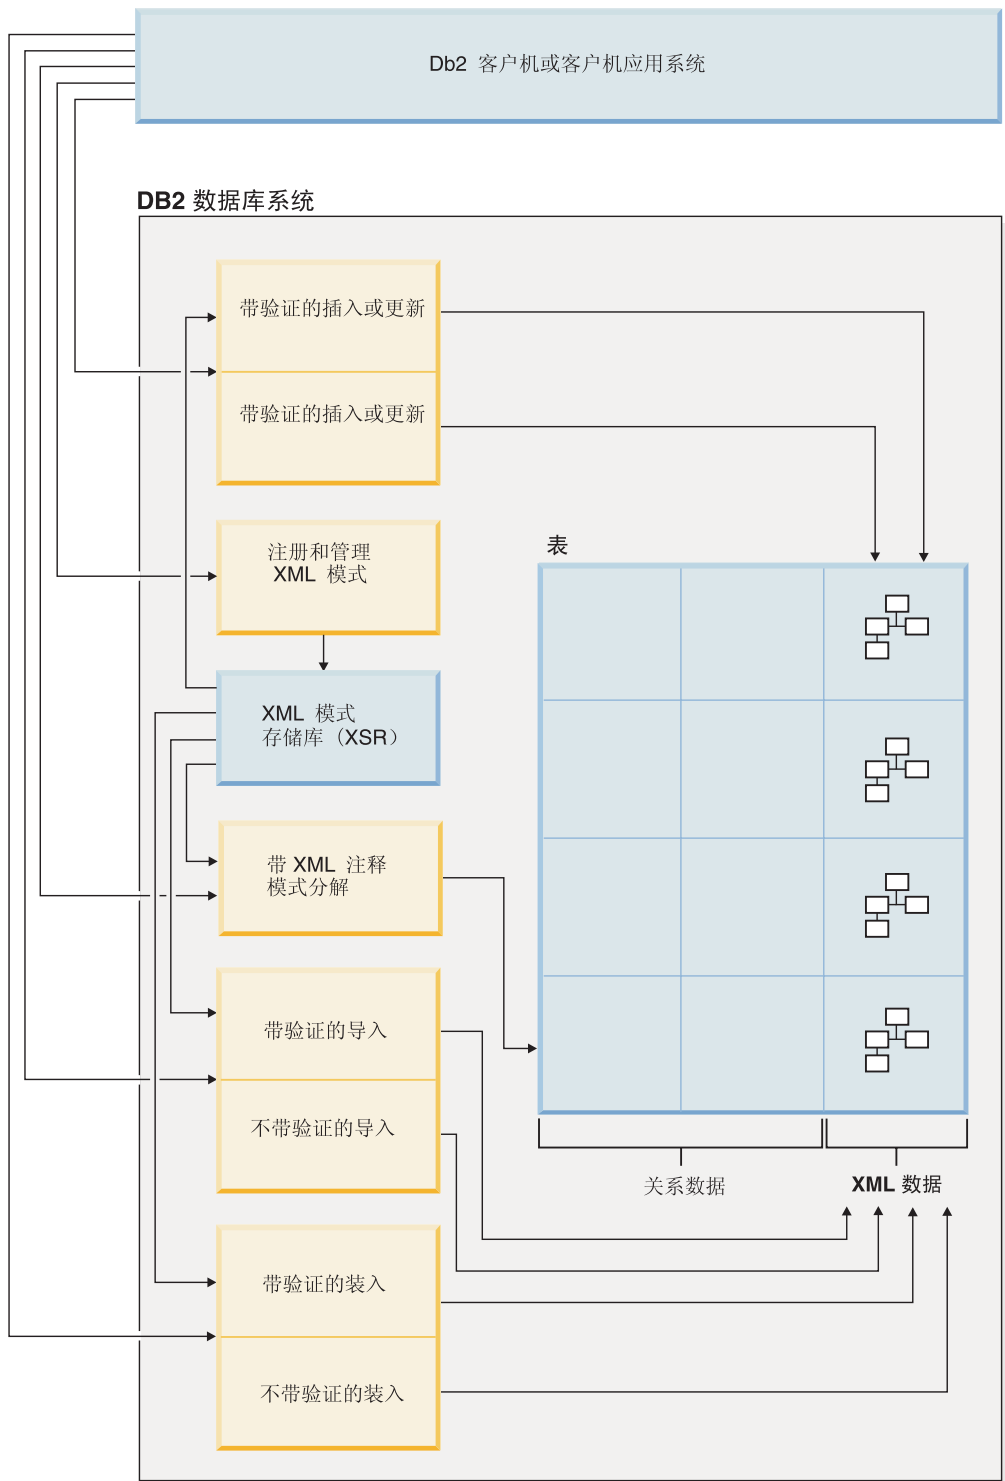 Db2 客户机或客户机应用系统
DB2 数据库系统
带验证的插入或更新
带验证的插入或更新
注册和管理
XML 模式
表
XML 模式
存储库（XSR）
带 XML 注释
模式分解
带验证的导入
不带验证的导入
关系数据
XML 数据
带验证的装入
不带验证的装入